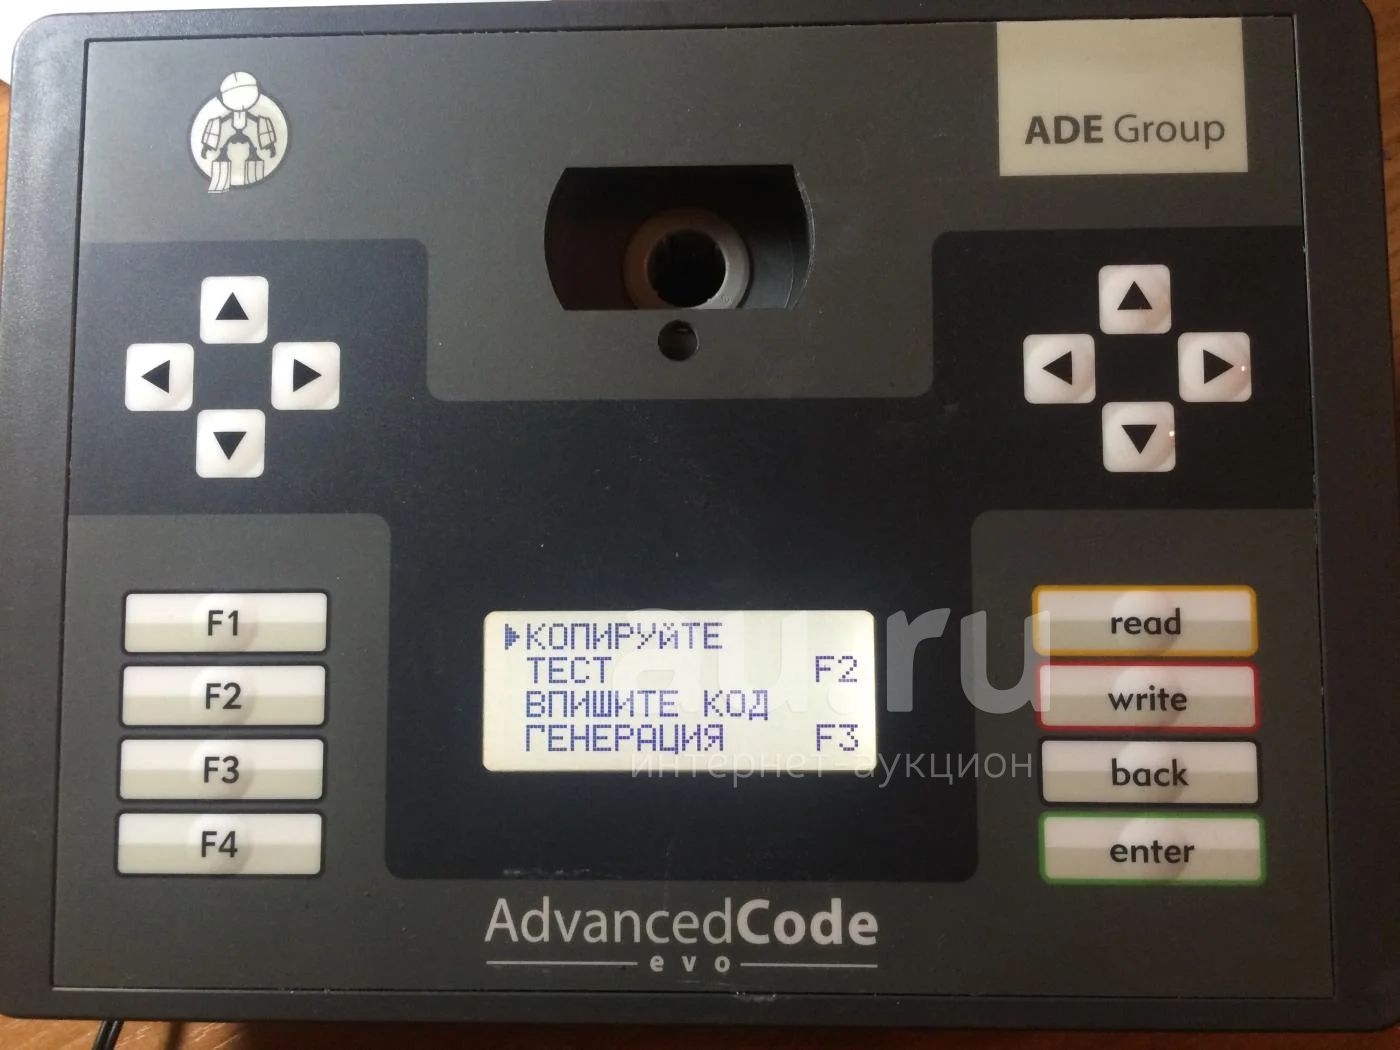 ADE Group
F1
F2
F3
F4
КОПИРУЙТЕ
ТЕСТ F2
ВПИШИТЕ КОД
ГЕНЕРАЦИЯ F3
read
write
back
enter
au.ru
интернет-аукцион
AdvancedCode
evo